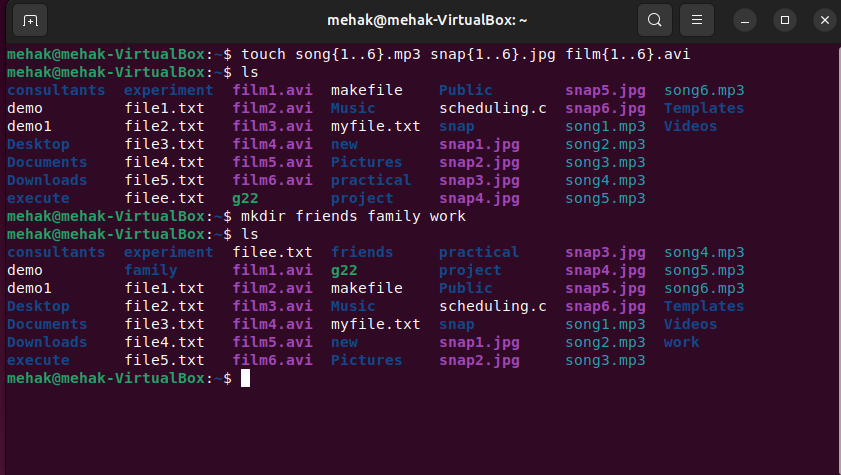 mehak@mehak-VirtualBox: ~
mehak@mehak-VirtualBox:~$ touch song{1..6}.mp3 snap{1..6}.jpg film{1..6}.avi
mehak@mehak-VirtualBox:~$ ls
consultants experiment film1.avi makefile Public snap5.jpg song6.mp3
demo file1.txt film2.avi Music scheduling.c snap6.jpg Templates
demo1 file2.txt film3.avi myfile.txt snap song1.mp3 Videos
Desktop file3.txt film4.avi new snap1.jpg song2.mp3
Documents file4.txt film5.avi Pictures snap2.jpg song3.mp3
Downloads file5.txt film6.avi practical snap3.jpg song4.mp3
execute filee.txt g22 project snap4.jpg song5.mp3
mehak@mehak-VirtualBox:~$ mkdir friends family work
mehak@mehak-VirtualBox:~$ ls
consultants experiment filee.txt friends practical snap3.jpg song4.mp3
demo family film1.avi g22 project snap4.jpg song5.mp3
demo1 file1.txt film2.avi makefile Public snap5.jpg song6.mp3
Desktop file2.txt film3.avi Music scheduling.c snap6.jpg Templates
Documents file3.txt film4.avi myfile.txt snap song1.mp3 Videos
Downloads file4.txt film5.avi new snap1.jpg song2.mp3 work
execute file5.txt film6.avi Pictures snap2.jpg song3.mp3
mehak@mehak-VirtualBox:~$